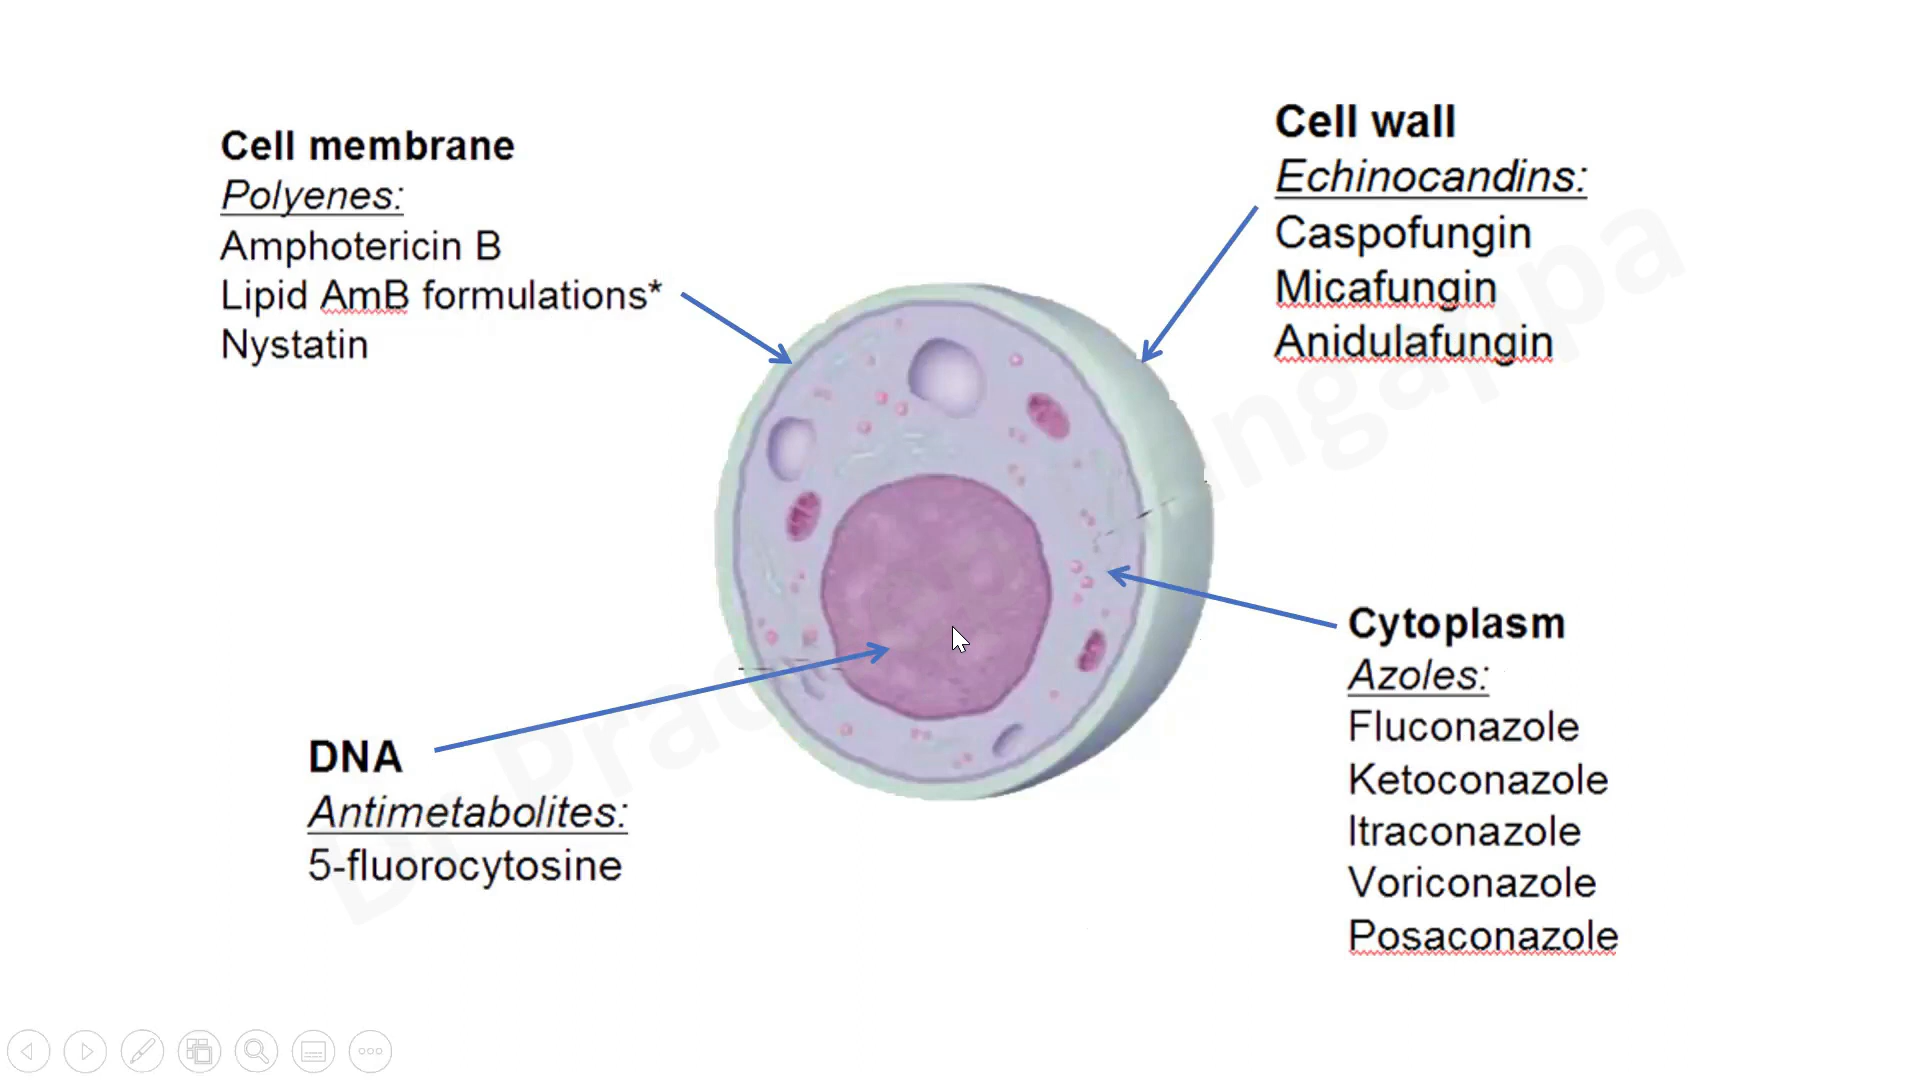 Cell membrane
Polyenes:
Amphotericin B
Lipid AmB formulations*
Nystatin
Cell wall
Echinocandins:
Caspofungin
Micafungin
Anidulafungin
DNA
Antimetabolites:
5-fluorocytosine
Cytoplasm
Azoles:
Fluconazole
Ketoconazole
Itraconazole
Voriconazole
Posaconazole